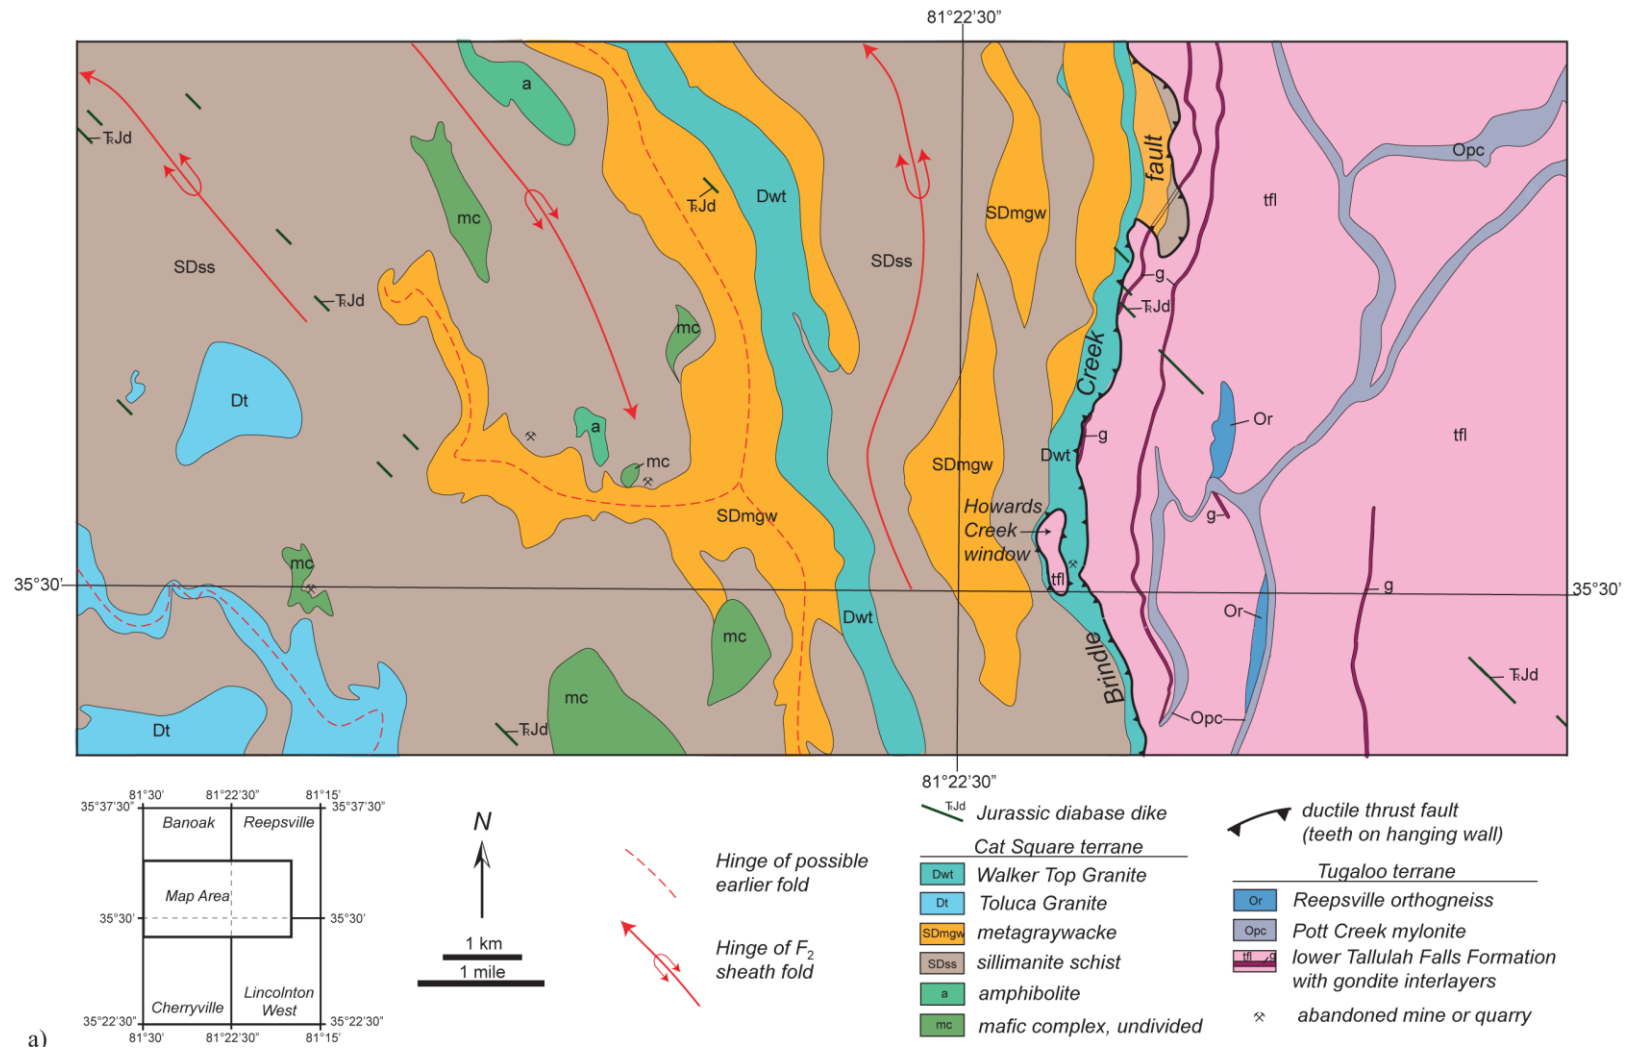 81°22'30"
a
TRJd
mc
Dwt
TRJd
SDss
SDmgw
SDss
fault
Opc
tfl
TRJd
mc
g
TRJd
Creek
Dt
a
mc
SDmgw
Dwt
g
Or
tfl
SDmgw
Howards
Creek
window
g
mc
tfl
35°30'
35°30'
g
mc
Dwt
Or
Brindle
mc
Dt
TRJd
Opc
TRJd
81°22'30"
81°30'
81°22'30"
81°15'
35°37'30"
35°37'30"
Banoak
Reepsville
Map Area
35°30'
35°30'
Cherryville
Lincolnton
West
35°22'30"
35°22'30"
81°30'
81°22'30"
81°15'
a)
N
1 km
1 mile
Hinge of possible
earlier fold
Hinge of F2
sheath fold
TRJd Jurassic diabase dike
Cat Square terrane
Dwt Walker Top Granite
Dt Toluca Granite
SDmgw metagraywacke
SDss sillimanite schist
a amphibolite
mc mafic complex, undivided
ductile thrust fault
(teeth on hanging wall)
Tugaloo terrane
Or Reepsville orthogneiss
Opc Pott Creek mylonite
tfl g lower Tallulah Falls Formation
with gondite interlayers
abandoned mine or quarry